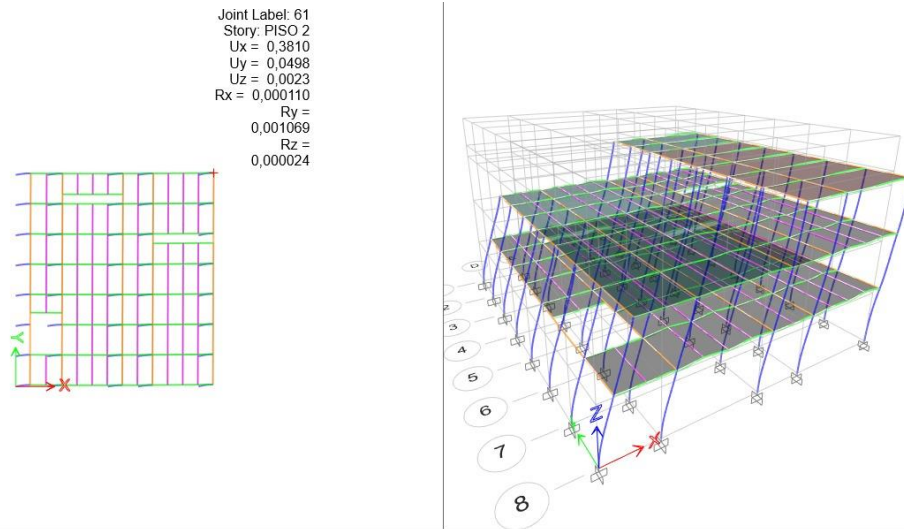 Joint Label: 61
Story: PISO 2
Ux = 0,3810
Uy = 0,0498
Uz = 0,0023
Rx = 0,000110
Ry =
0,001069
Rz =
0,000024
Y
X
3
4
5
6
7
8
Z
X